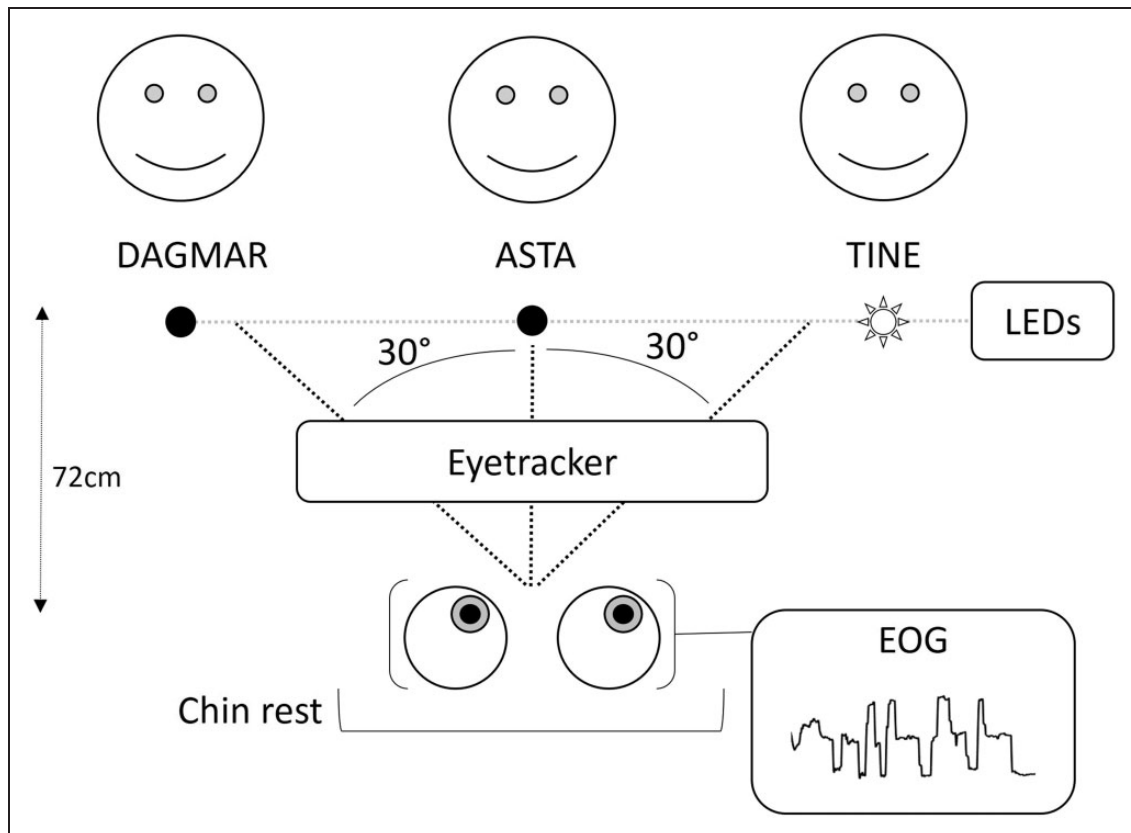 DAGMAR
ASTA
TINE
LEDs
30°
30°
Eyetracker
72cm
EOG
Chin rest